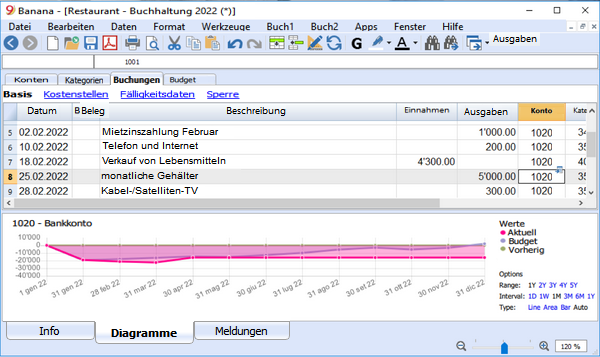 Banana - [Restaurant - Buchhaltung 2022 (*)]
Datei Bearbeiten Daten Format Werkzeuge Buch1 Buch2 Apps Fenster Hilfe
G A Ausgaben
1001
Konten Kategorien Buchungen Budget
Basis Kostenstellen Fälligkeitsdaten Sperre
Datum B Beleg Beschreibung Einnahmen Ausgaben Konto Kate
5 02.02.2022 Mietzinszahlung Februar 1'000.00 1020 34
6 10.02.2022 Telefon und Internet 200.00 1020 35
7 18.02.2022 Verkauf von Lebensmitteln 4'300.00 1020 40
8 25.02.2022 monatliche Gehälter 5'000.00 1020 35
9 28.02.2022 Kabel-/Satelliten-TV 300.00 1020 35
1020 - Bankkonto
Werte
Aktuell
Budget
Vorherig
10'000
0
-10'000
-20'000
-30'000
-40'000
1 gen 22 31 gen 22 28 feb 22 31 mar 22 30 apr 22 31 mag 22 30 giu 22 31 lug 22 31 ago 22 30 set 22 31 ott 22 30 nov 22 31 dic 22
Options
Range: 1Y 2Y 3Y 4Y 5Y
Interval: 1D 1W 1M 3M 6M 1Y
Type: Line Area Bar Auto
Info Diagramme Meldungen
120 %